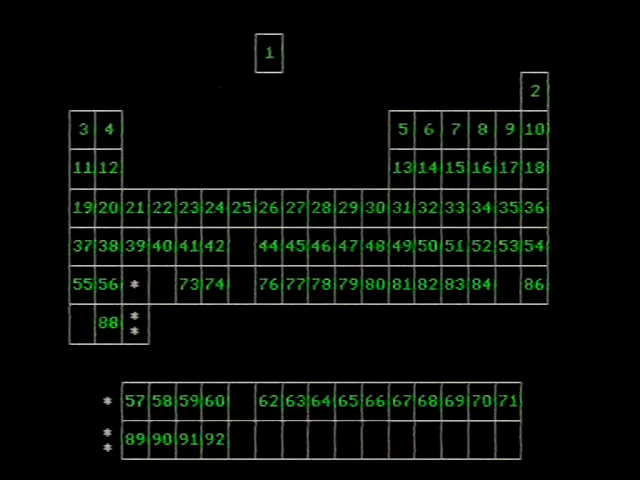 1
2
3 4 5 6 7 8 9 10
11 12 13 14 15 16 17 18
19 20 21 22 23 24 25 26 27 28 29 30 31 32 33 34 35 36
37 38 39 40 41 42 44 45 46 47 48 49 50 51 52 53 54
55 56 * 73 74 76 77 78 79 80 81 82 83 84 86
88 * *
* 57 58 59 60 62 63 64 65 66 67 68 69 70 71
* * 89 90 91 92